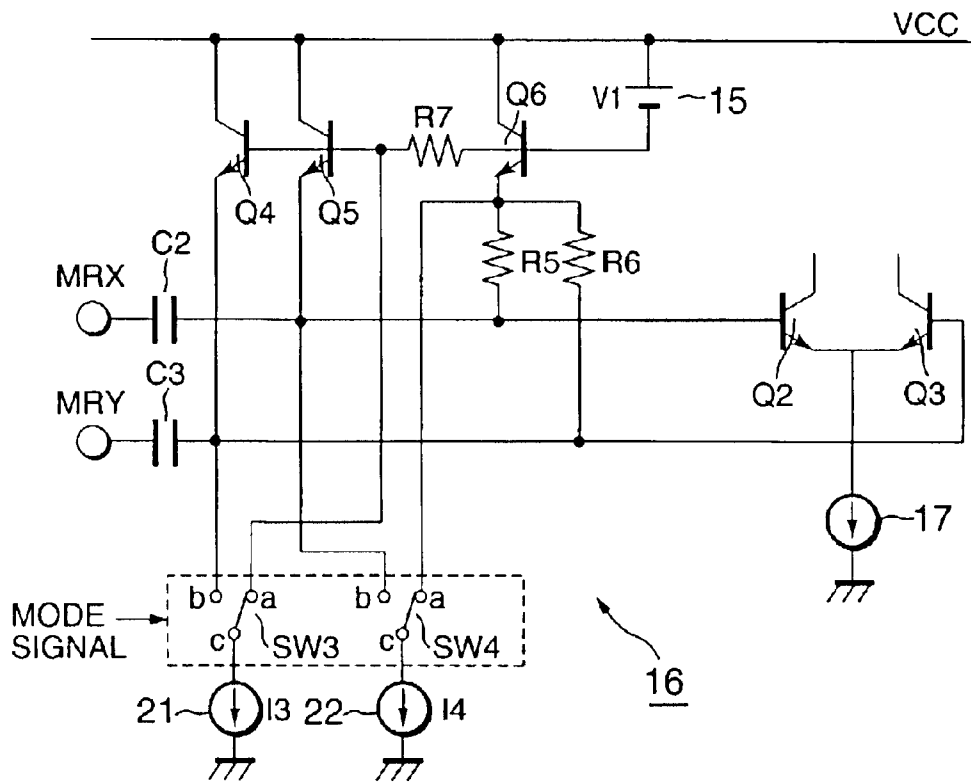 VCC
Q6
V1
15
R7
Q4
Q5
C2
MRX
R5
R6
C3
MRY
Q2
Q3
17
b
a
b
a
MODE
SIGNAL
c
SW3
c
SW4
16
21
I3
22
I4